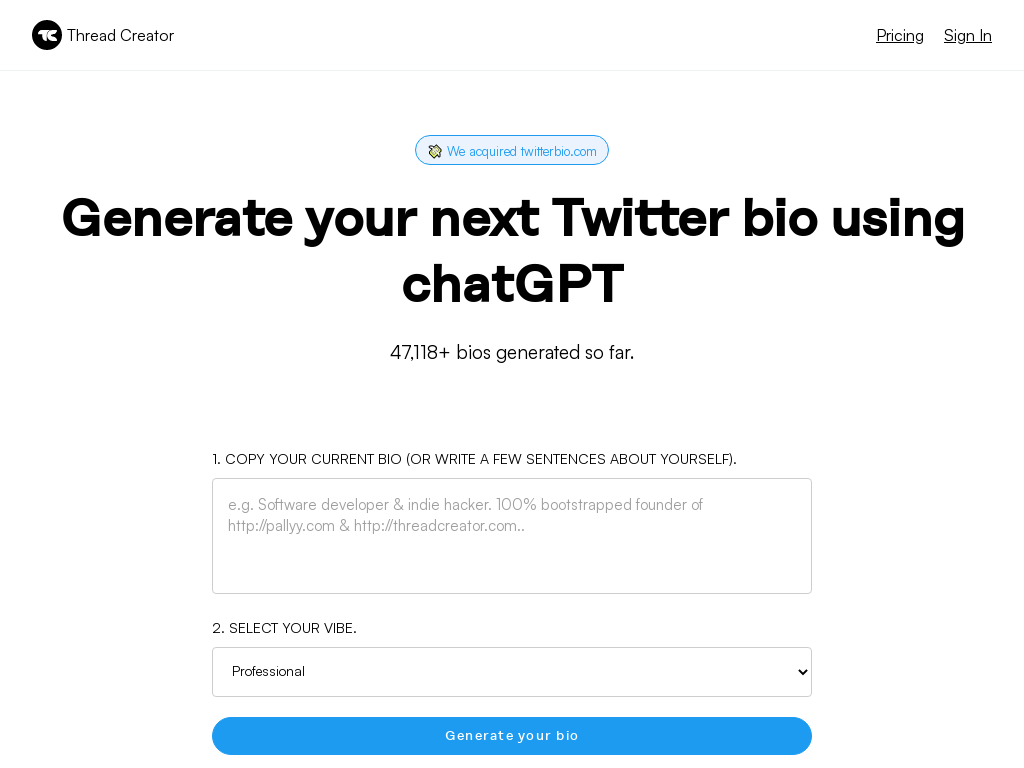 Thread Creator
Pricing
Sign In
We acquired twitterbio.com
Generate your next Twitter bio using
chatGPT
47,118+ bios generated so far.
1. COPY YOUR CURRENT BIO (OR WRITE A FEW SENTENCES ABOUT YOURSELF).
e.g. Software developer & indie hacker. 100% bootstrapped founder of
http://pallyy.com & http://threadcreator.com..
2. SELECT YOUR VIBE.
Professional
Generate your bio